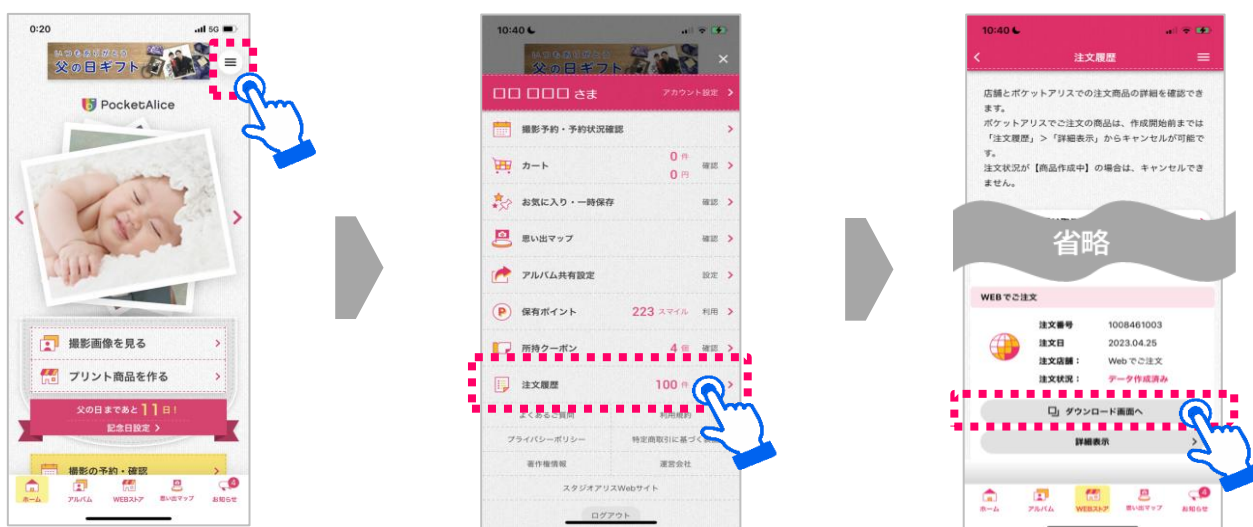 0:20
5G
いつもありがとう
父の日ギフト
PocketAlice
撮影画像を見る
プリント商品を作る
父の日まであと11日!
記念日設定
撮影の予約・確認
ホーム
アルバム
WEBストア
思い出マップ
お知らせ
4
10:40
いつもありがとう
父の日ギフト
□□ □□□ さま
アカウント設定
撮影予約・予約状況確認
カート 0 件 確認
0 円
お気に入り・一時保存 確認
思い出マップ 確認
アルバム共有設定 設定
P 保有ポイント 223 スマイル 利用
所持クーポン 4 個 確認
注文履歴 100 件
よくあるご質問 利用規約
プライバシーポリシー 特定商取引に基づく
著作権情報 運営会社
スタジオアリスWebサイト
ログアウト
10:40
注文履歴
店舗とポケットアリスでの注文商品の詳細を確認でき
ます。
ポケットアリスでご注文の商品は、作成開始前までは
「注文履歴」>「詳細表示」からキャンセルが可能で
す。
注文状況が【商品作成中】の場合は、キャンセルでき
ません。
省略
WEBでご注文
注文番号 1008461003
注文日 2023.04.25
注文店舗: Webでご注文
注文状況: データ作成済み
ダウンロード画面へ
詳細表示
ホーム
アルバム
WEBストア
思い出マップ
お知らせ
4